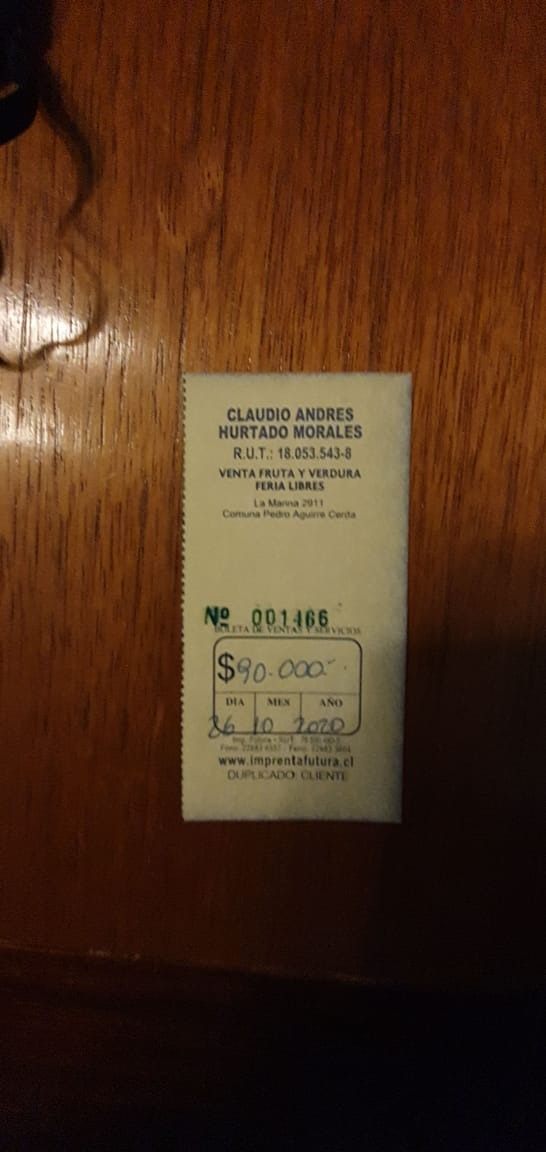 CLAUDIO ANDRES
HURTADO MORALES
R.U.T.: 18.053.543-8
VENTA FRUTA Y VERDURA
FERIA LIBRES
La Marina 2911
Comuna Pedro Aguirre Cerda
Nº 001466
BOLETA DE VENTAS Y SERVICIOS
$90.000.-
DIA MES AÑO
26 10 2020
www.imprentafutura.cl
DUPLICADO: CLIENTE